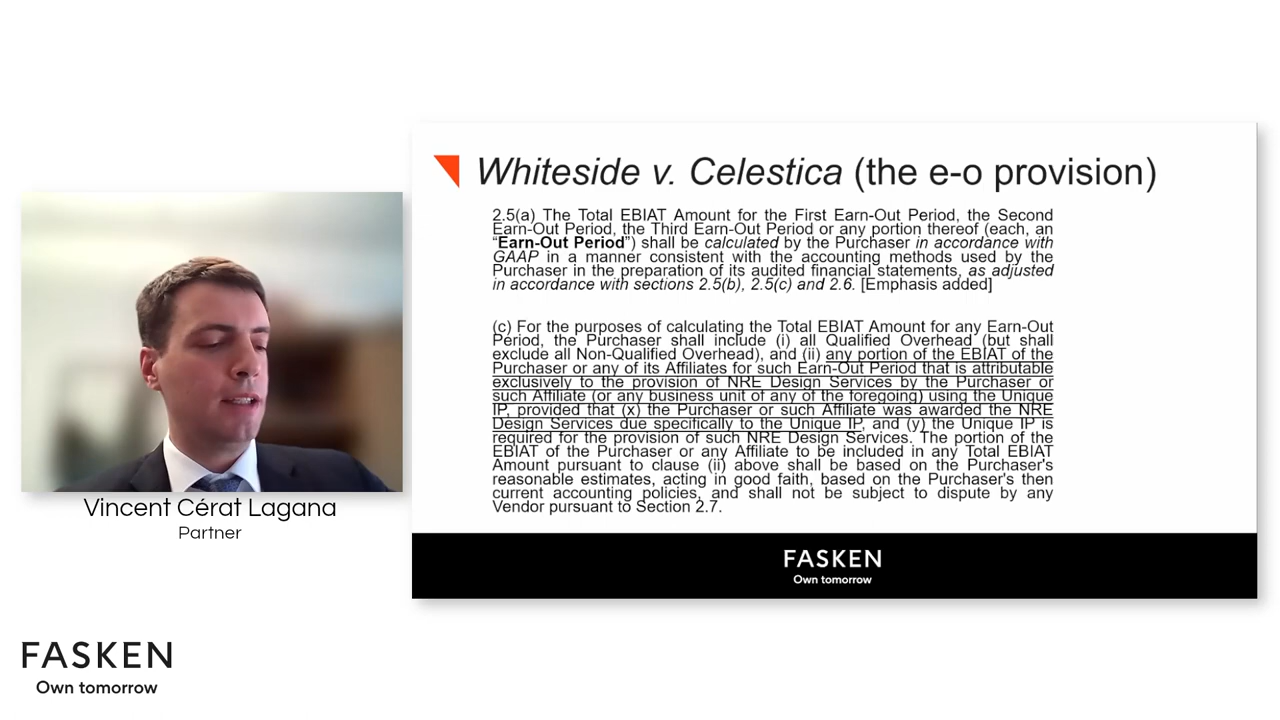 Whiteside v. Celestica (the e-o provision)
2.5(a) The Total EBIAT Amount for the First Earn-Out Period, the Second
Earn-Out Period, the Third Earn-Out Period or any portion thereof (each, an
“Earn-Out Period”) shall be calculated by the Purchaser in accordance with
GAAP in a manner consistent with the accounting methods used by the
Purchaser in the preparation of its audited financial statements, as adjusted
in accordance with sections 2.5(b), 2.5(c) and 2.6. [Emphasis added]
(c) For the purposes of calculating the Total EBIAT Amount for any Earn-Out
Period, the Purchaser shall include (i) all Qualified Overhead (but shall
exclude all Non-Qualified Overhead), and (ii) any portion of the EBIAT of the
Purchaser or any of its Affiliates for such Earn-Out Period that is attributable
exclusively to the provision of NRE Design Services by the Purchaser or
such Affiliate (or any business unit of any of the foregoing) using the Unique
IP, provided that (x) the Purchaser or such Affiliate was awarded the NRE
Design Services due specifically to the Unique IP, and (y) the Unique IP is
required for the provision of such NRE Design Services. The portion of the
EBIAT of the Purchaser or any Affiliate to be included in any Total EBIAT
Amount pursuant to clause (ii) above shall be based on the Purchaser's
reasonable estimates, acting in good faith, based on the Purchaser's then
current accounting policies, and shall not be subject to dispute by any
Vendor pursuant to Section 2.7.
FASKEN
Own tomorrow
Vincent Cérat Lagana
Partner
FASKEN
Own tomorrow